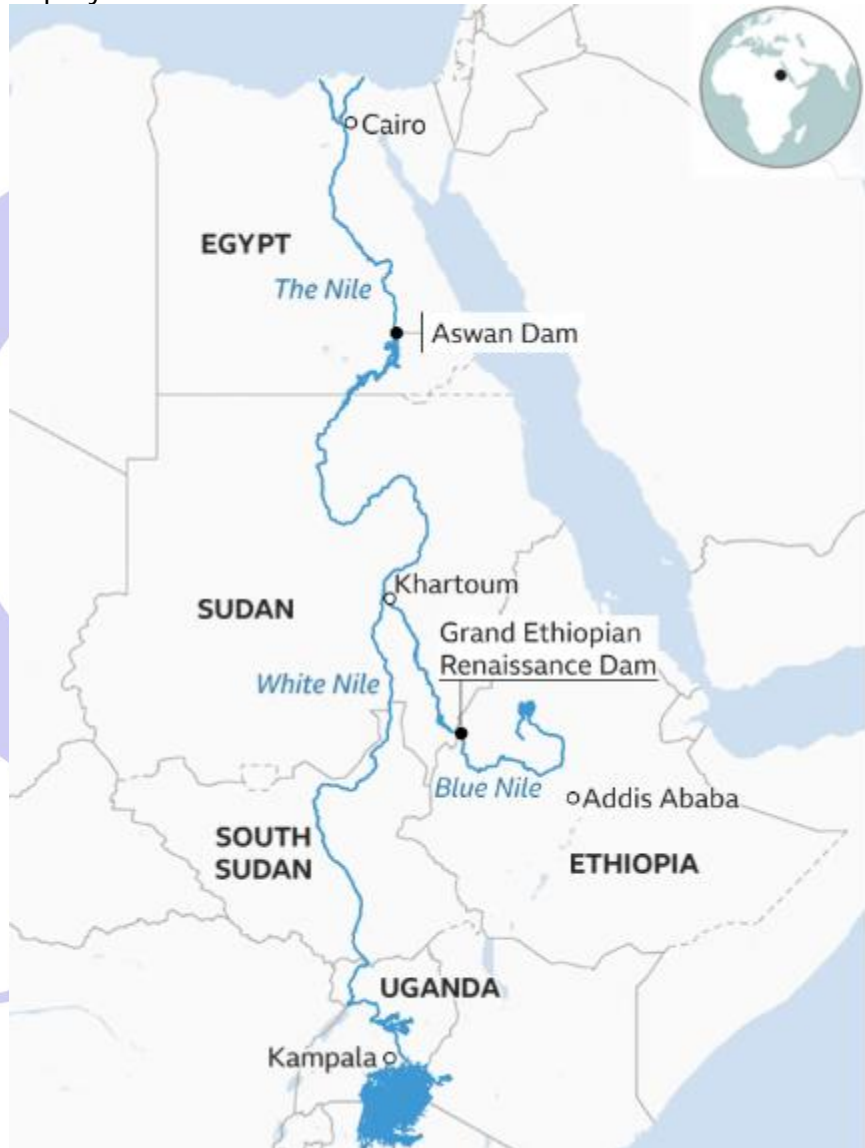 Cairo
EGYPT
The Nile
Aswan Dam
Khartoum
SUDAN
Grand Ethiopian
Renaissance Dam
White Nile
Blue Nile
Addis Ababa
SOUTH
SUDAN
ETHIOPIA
UGANDA
Kampala